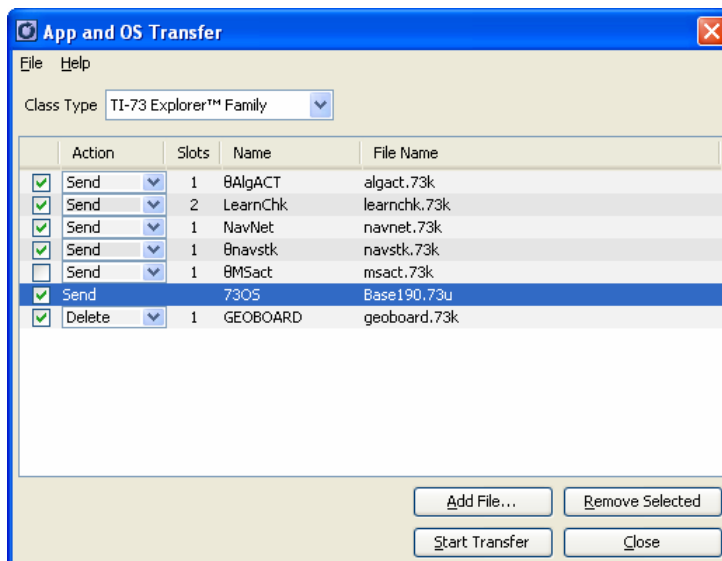 App and OS Transfer
File Help
Class Type TI-73 Explorer™ Family
Action Slots Name File Name
Send 1 θAlgACT algact.73k
Send 2 LearnChk learnchk.73k
Send 1 NavNet navnet.73k
Send 1 θnavstk navstk.73k
Send 1 θMSact msact.73k
Send 73OS Base190.73u
Delete 1 GEOBOARD geoboard.73k
Add File... Remove Selected
Start Transfer Close